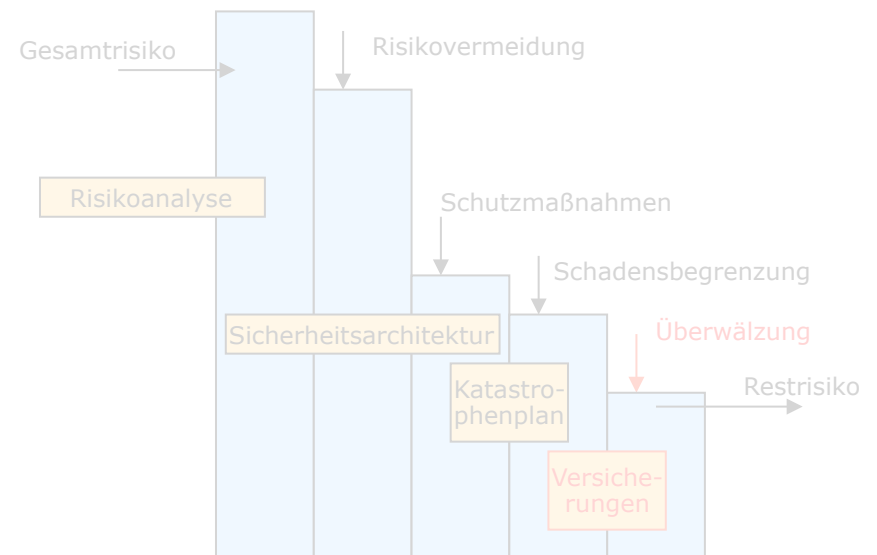 Gesamtrisiko
Risikovermeidung
Risikoanalyse
Schutzmaßnahmen
Schadensbegrenzung
Sicherheitsarchitektur
Überwälzung
Katastro-
phenplan
Restrisiko
Versiche-
rungen